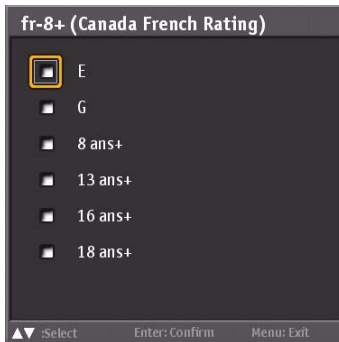 fr-8+ (Canada French Rating)
E
G
8 ans+
13 ans+
16 ans+
18 ans+
▲▼ :Select Enter: Confirm Menu: Exit